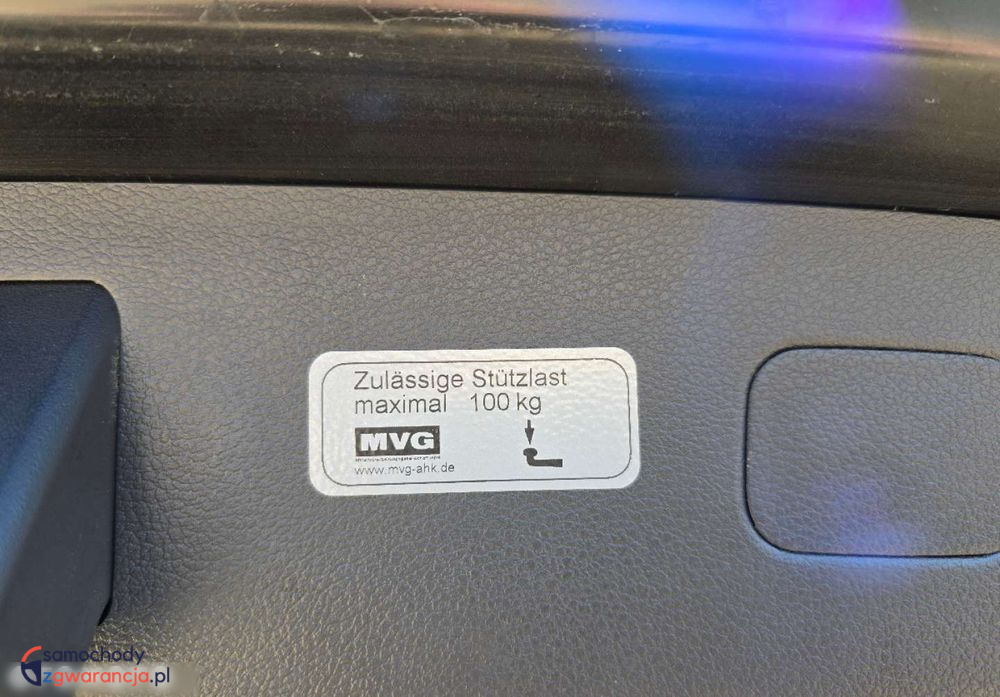 Zulässige Stützlast
maximal 100 kg
MVG
www.mvg-ahk.de
samochody
zgwarancja.pl